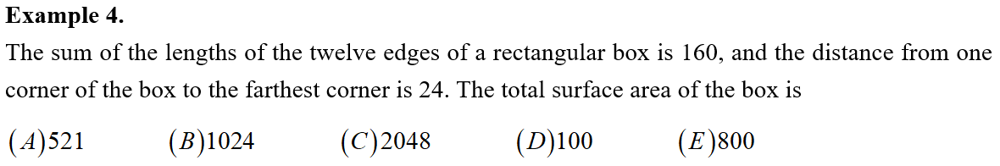 Example 4.
The sum of the lengths of the twelve edges of a rectangular box is 160, and the distance from one
corner of the box to the farthest corner is 24. The total surface area of the box is
(A)521 (B)1024 (C)2048 (D)100 (E)800